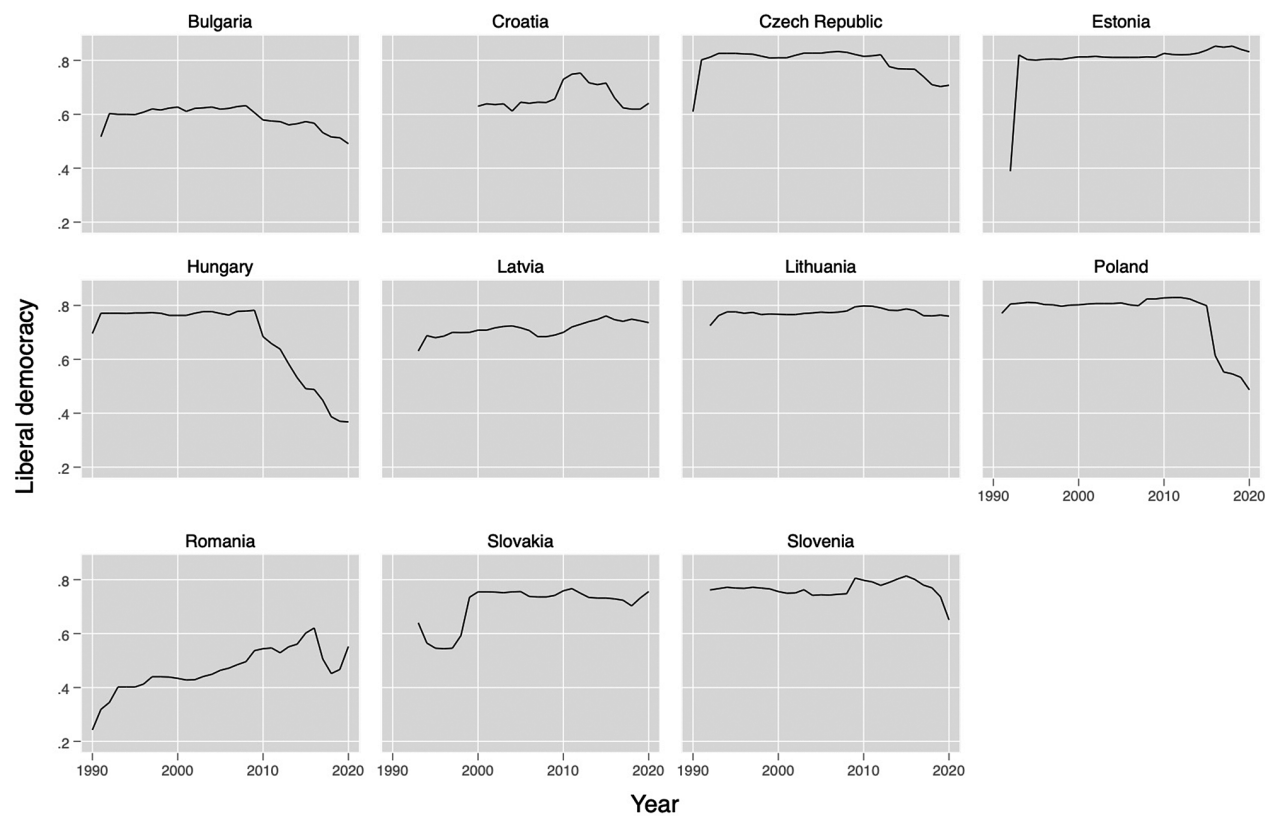 Bulgaria Croatia Czech Republic Estonia
.8
.6
.4
.2
Hungary Latvia Lithuania Poland
.8
.6
.4
.2
1990 2000 2010 2020
Romania Slovakia Slovenia
.8
.6
.4
.2
1990 2000 2010 2020 1990 2000 2010 2020 1990 2000 2010 2020
Liberal democracy
Year